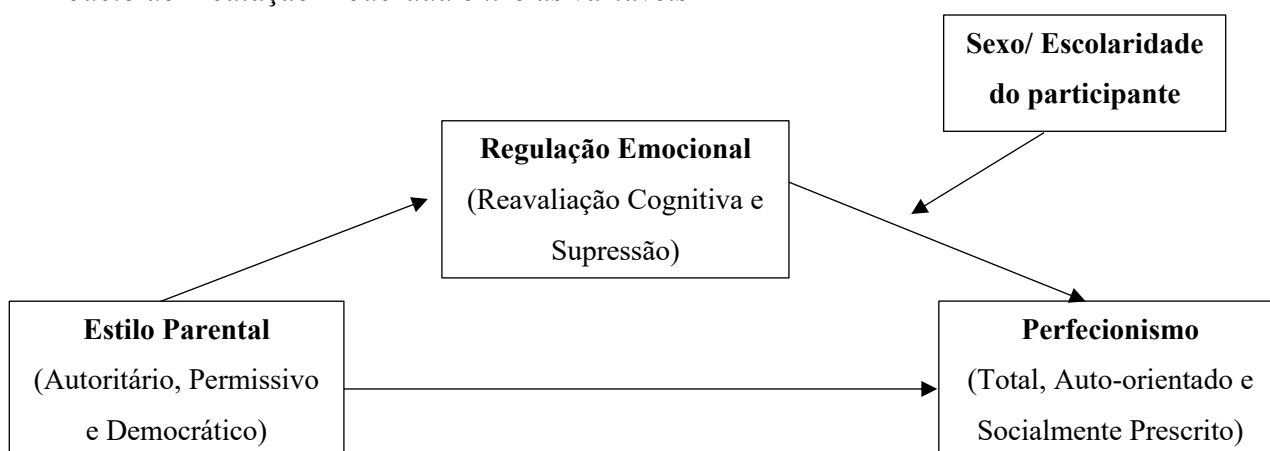 Sexo/ Escolaridade
do participante
Regulação Emocional
(Reavaliação Cognitiva e
Supressão)
Estilo Parental
(Autoritário, Permissivo
e Democrático)
Perfecionismo
(Total, Auto-orientado e
Socialmente Prescrito)